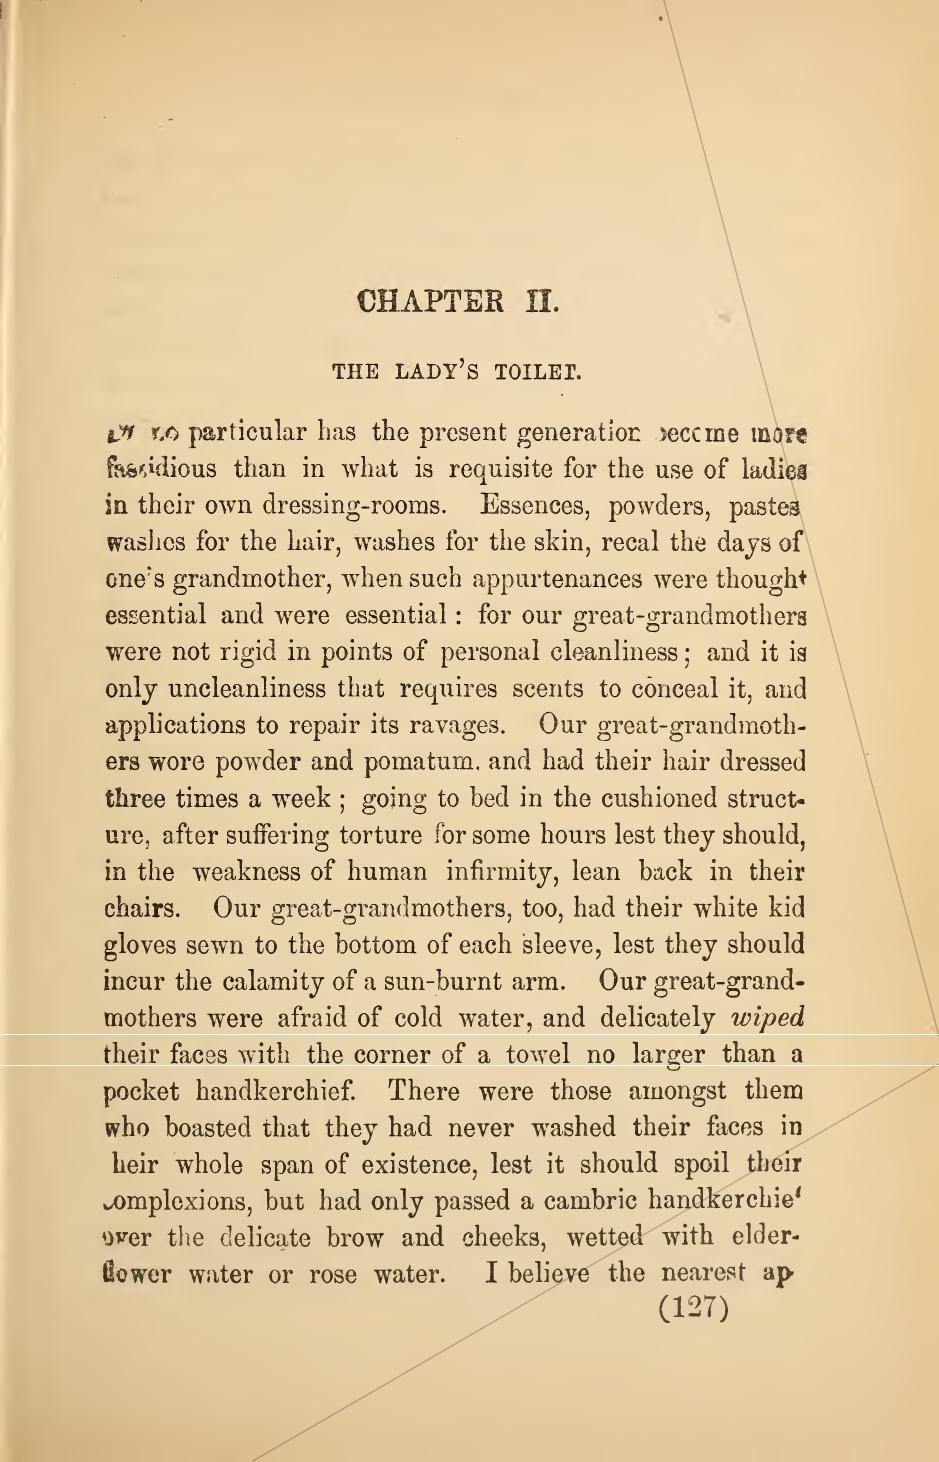 CHAPTER II.
THE LADY'S TOILET.
particular has the present generation become more
fastidious than in what is requisite for the use of ladies
in their own dressing-rooms. Essences, powders, pastes
washes for the hair, washes for the skin, recal the days of
one's grandmother, when such appurtenances were thought
essential and were essential: for our great-grandmothers
were not rigid in points of personal cleanliness; and it is
only uncleanliness that requires scents to conceal it, and
applications to repair its ravages. Our great-grandmoth-
ers wore powder and pomatum, and had their hair dressed
three times a week; going to bed in the cushioned struct-
ure, after suffering torture for some hours lest they should,
in the weakness of human infirmity, lean back in their
chairs. Our great-grandmothers, too, had their white kid
gloves sewn to the bottom of each sleeve, lest they should
incur the calamity of a sun-burnt arm. Our great-grand-
mothers were afraid of cold water, and delicately wiped
their faces with the corner of a towel no larger than a
pocket handkerchief. There were those amongst them
who boasted that they had never washed their faces in
heir whole span of existence, lest it should spoil their
complexions, but had only passed a cambric handkerchief
over the delicate brow and cheeks, wetted with elder-
flower water or rose water. I believe the nearest ap-
(127)